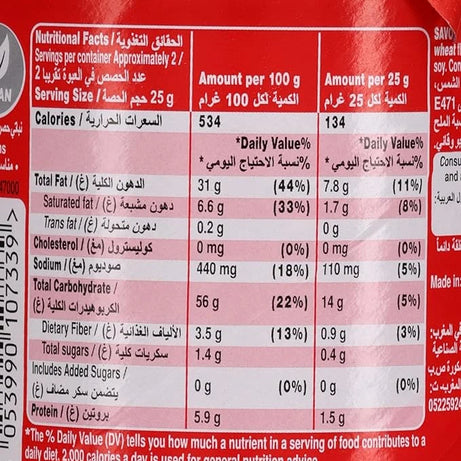 Nutritional Facts / الحقائق التغذوية
Servings per container Approximately 2 /
عدد الحصص في العبوة تقريبا 2
Serving Size / حجم الحصة 25 g
Amount per 100 g
الكمية لكل 100 غرام
Amount per 25 g
الكمية لكل 25 غرام
Calories / السعرات الحرارية 534 134
*Daily Value% *Daily Value%
%نسبة الاحتياج اليومي* %نسبة الاحتياج اليومي*
Total Fat / الدهون الكلية (غ) 31 g (44%) 7.8 g (11%)
Saturated fat / دهون مشبعة (غ) 6.6 g (33%) 1.7 g (8%)
Trans fat / دهون متحولة (غ) 0.2 g 0 g
Cholesterol / كوليسترول (مغ) 0 mg (0%) 0 mg (0%)
Sodium / صوديوم (مغ) 440 mg (18%) 110 mg (5%)
Total Carbohydrate /
الكربوهيدرات الكلية (غ) 56 g (22%) 14 g (5%)
Dietary Fiber / الألياف الغذائية (غ) 3.5 g (13%) 0.9 g (3%)
Total sugars / سكريات كلية (غ) 1.4 g 0.4 g
Includes Added Sugars /
يتضمن سكر مضاف (غ) 0 g (0%) 0 g (0%)
Protein / بروتين (غ) 5.9 g 1.5 g
*The % Daily Value (DV) tells you how much a nutrient in a serving of food contributes to a
daily diet. 2,000 calories a day is used for general nutrition advice
SAVO
wheat fl
soy. Con
E471
Consu
and
Made in:
05225924